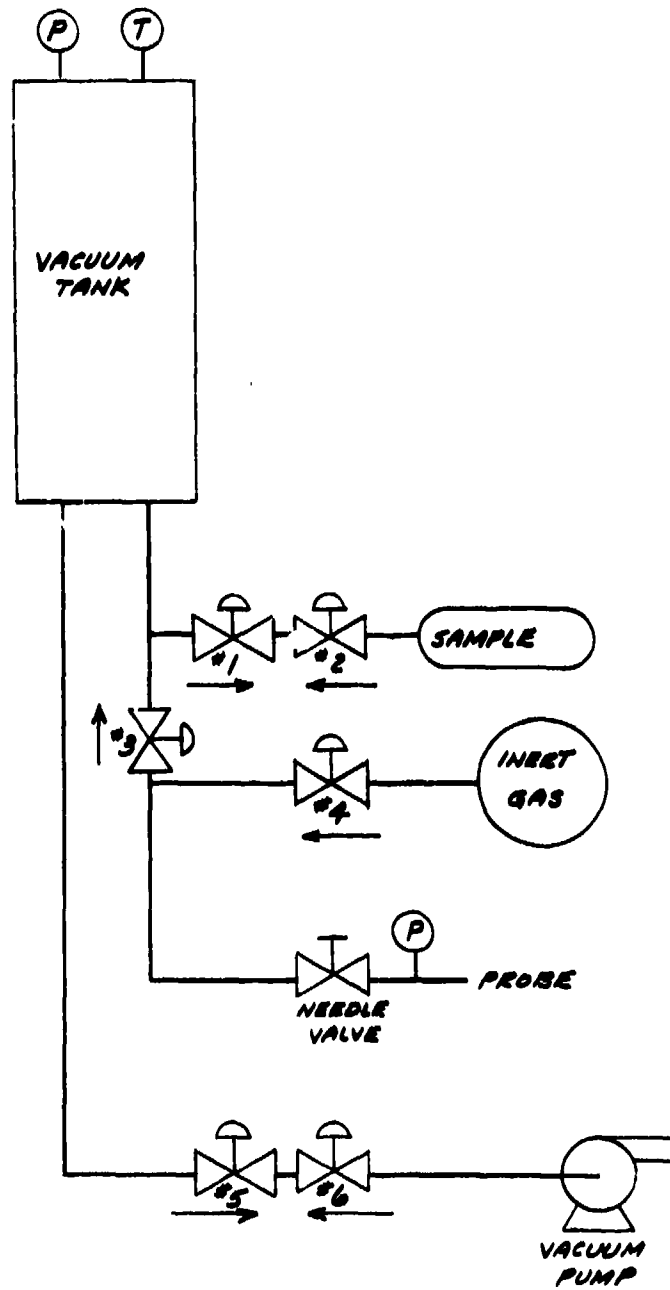 P
T
VACUUM
TANK
#1
#2
SAMPLE
#3
INERT
GAS
#4
P
PROBE
NEEDLE
VALVE
#5
#6
VACUUM
PUMP